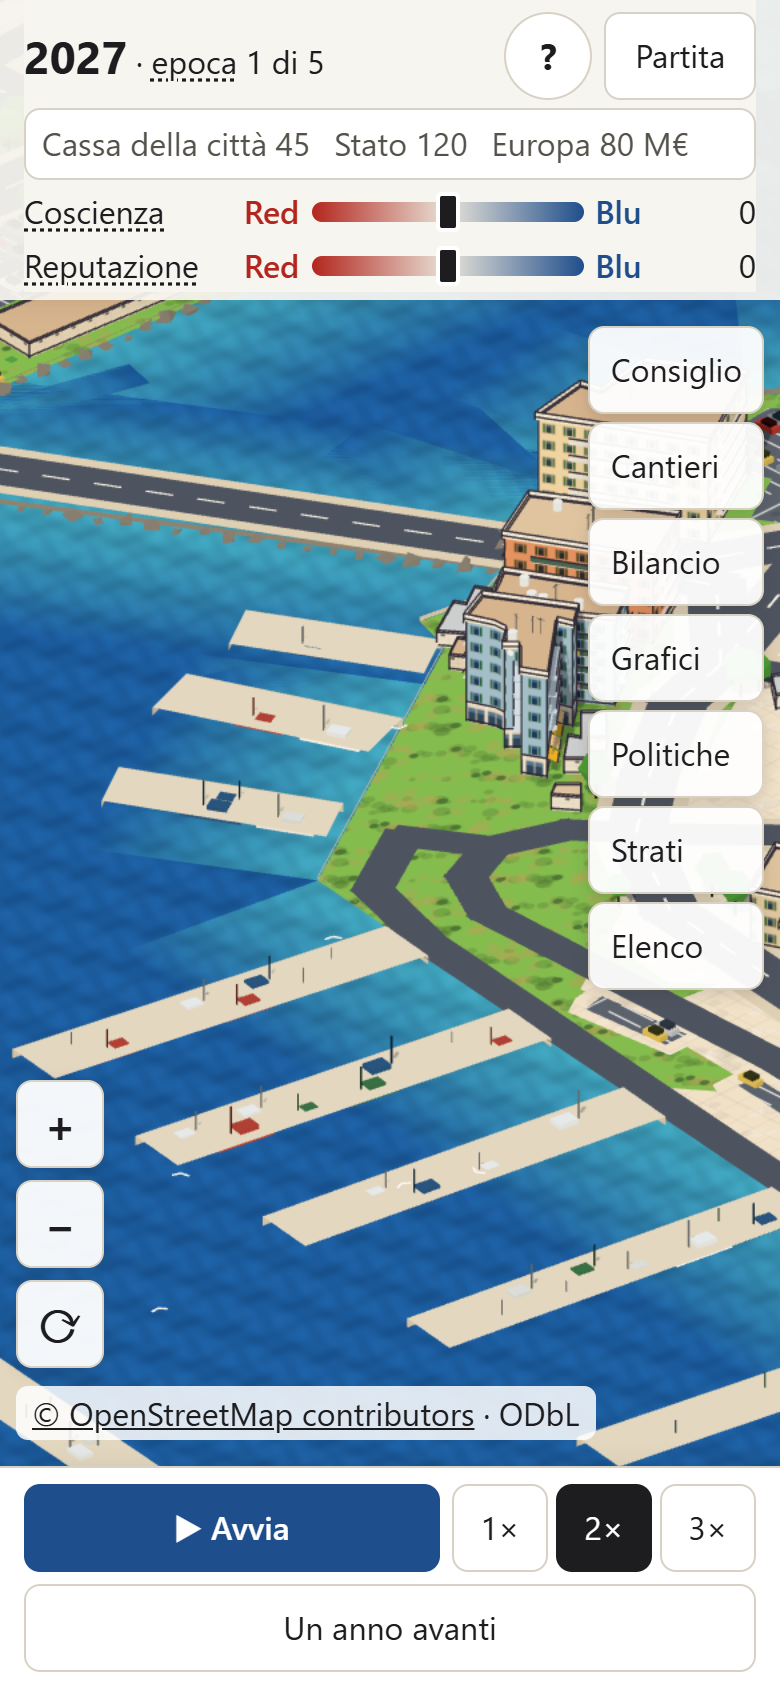 2027 · epoca 1 di 5
?
Partita
Cassa della città 45 Stato 120 Europa 80 M€
Coscienza Red Blu 0
Reputazione Red Blu 0
Consiglio
Cantieri
Bilancio
Grafici
Politiche
Strati
Elenco
+
−
© OpenStreetMap contributors · ODbL
▶ Avvia 1× 2× 3×
Un anno avanti